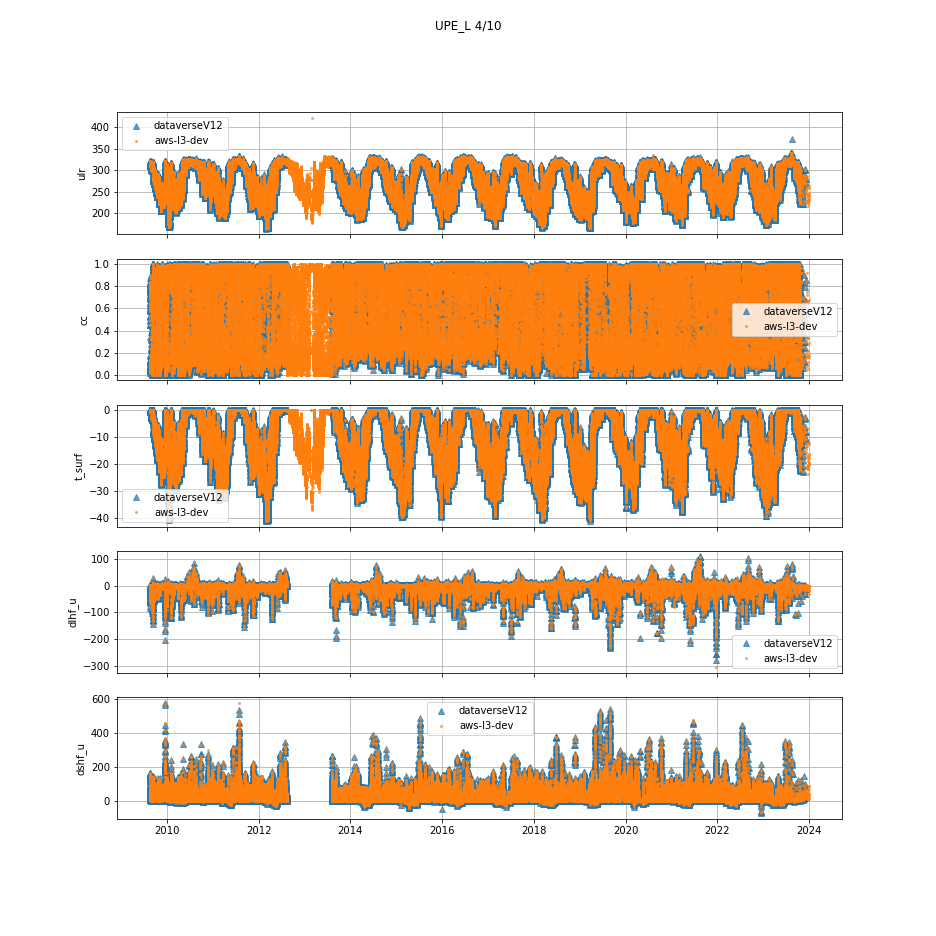 UPE_L 4/10
400
350
300
250
200
ulr
dataverseV12
aws-l3-dev
1.0
0.8
0.6
0.4
0.2
0.0
cc
dataverseV12
aws-l3-dev
0
−10
−20
−30
−40
t_surf
dataverseV12
aws-l3-dev
100
0
−100
−200
−300
dlhf_u
dataverseV12
aws-l3-dev
600
400
200
0
dshf_u
dataverseV12
aws-l3-dev
2010 2012 2014 2016 2018 2020 2022 2024